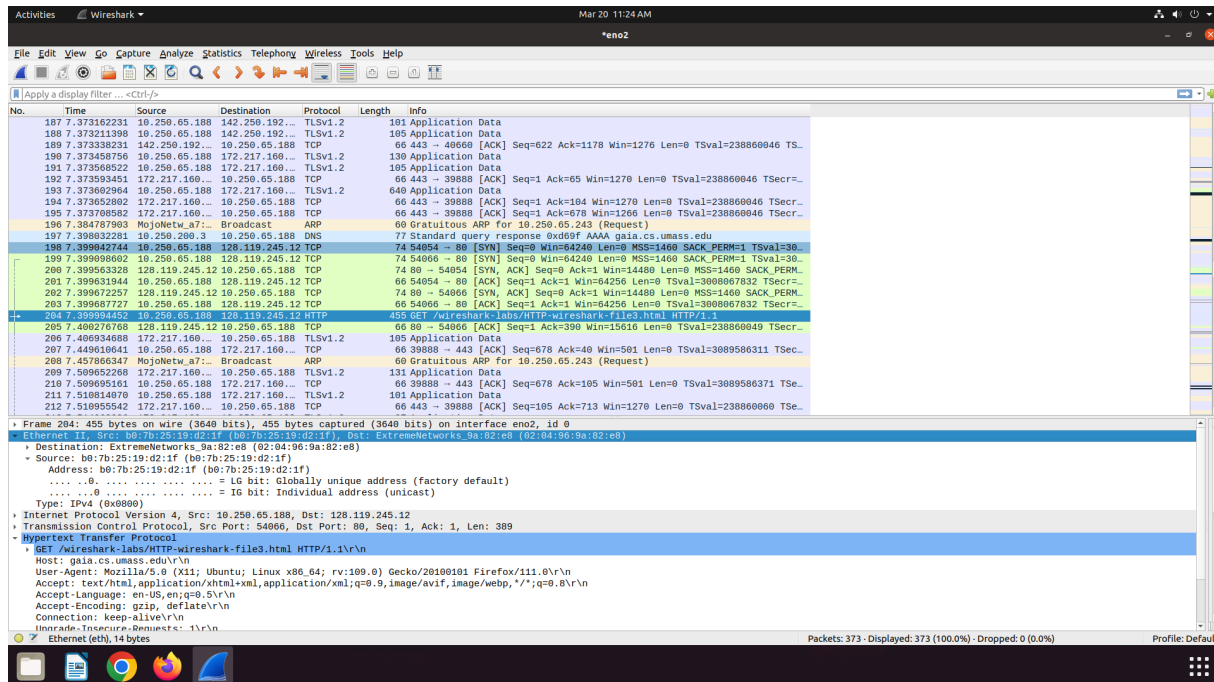 Activities Wireshark Mar 20 11:24 AM
*eno2
File Edit View Go Capture Analyze Statistics Telephony Wireless Tools Help
Apply a display filter ... <Ctrl-/>
No. Time Source Destination Protocol Length Info
187 7.373162231 10.250.65.188 142.250.192.… TLSv1.2 101 Application Data
188 7.373211398 10.250.65.188 142.250.192.… TLSv1.2 105 Application Data
189 7.373338231 142.250.192.… 10.250.65.188 TCP 66 443 → 40660 [ACK] Seq=622 Ack=1178 Win=1276 Len=0 TSval=238860046 TS…
190 7.373458756 10.250.65.188 172.217.160.… TLSv1.2 130 Application Data
191 7.373568522 10.250.65.188 172.217.160.… TLSv1.2 105 Application Data
192 7.373593451 172.217.160.… 10.250.65.188 TCP 66 443 → 39888 [ACK] Seq=1 Ack=65 Win=1270 Len=0 TSval=238860046 TSecr=…
193 7.373602964 10.250.65.188 172.217.160.… TLSv1.2 640 Application Data
194 7.373652802 172.217.160.… 10.250.65.188 TCP 66 443 → 39888 [ACK] Seq=1 Ack=104 Win=1270 Len=0 TSval=238860046 TSecr…
195 7.373708582 172.217.160.… 10.250.65.188 TCP 66 443 → 39888 [ACK] Seq=1 Ack=678 Win=1266 Len=0 TSval=238860046 TSecr…
196 7.384787903 MojoNetw_a7:… Broadcast ARP 60 Gratuitous ARP for 10.250.65.243 (Request)
197 7.398032281 10.250.200.3 10.250.65.188 DNS 77 Standard query response 0xd69f AAAA gaia.cs.umass.edu
198 7.399042744 10.250.65.188 128.119.245.12 TCP 74 54054 → 80 [SYN] Seq=0 Win=64240 Len=0 MSS=1460 SACK_PERM=1 TSval=30…
199 7.399098602 10.250.65.188 128.119.245.12 TCP 74 54066 → 80 [SYN] Seq=0 Win=64240 Len=0 MSS=1460 SACK_PERM=1 TSval=30…
200 7.399563328 128.119.245.12 10.250.65.188 TCP 74 80 → 54054 [SYN, ACK] Seq=0 Ack=1 Win=14480 Len=0 MSS=1460 SACK_PERM…
201 7.399631944 10.250.65.188 128.119.245.12 TCP 66 54054 → 80 [ACK] Seq=1 Ack=1 Win=64256 Len=0 TSval=3008067832 TSecr=…
202 7.399672257 128.119.245.12 10.250.65.188 TCP 74 80 → 54066 [SYN, ACK] Seq=0 Ack=1 Win=14480 Len=0 MSS=1460 SACK_PERM…
203 7.399687727 10.250.65.188 128.119.245.12 TCP 66 54066 → 80 [ACK] Seq=1 Ack=1 Win=64256 Len=0 TSval=3008067832 TSecr=…
204 7.399994452 10.250.65.188 128.119.245.12 HTTP 455 GET /wireshark-labs/HTTP-wireshark-file3.html HTTP/1.1
205 7.400276768 128.119.245.12 10.250.65.188 TCP 66 80 → 54066 [ACK] Seq=1 Ack=390 Win=15616 Len=0 TSval=238860049 TSecr…
206 7.406934688 172.217.160.… 10.250.65.188 TLSv1.2 105 Application Data
207 7.449610641 10.250.65.188 172.217.160.… TCP 66 39888 → 443 [ACK] Seq=678 Ack=40 Win=501 Len=0 TSval=3089586311 TSec…
208 7.457866347 MojoNetw_a7:… Broadcast ARP 60 Gratuitous ARP for 10.250.65.243 (Request)
209 7.509652268 172.217.160.… 10.250.65.188 TLSv1.2 131 Application Data
210 7.509695161 10.250.65.188 172.217.160.… TCP 66 39888 → 443 [ACK] Seq=678 Ack=105 Win=501 Len=0 TSval=3089586371 TSe…
211 7.510814070 10.250.65.188 172.217.160.… TLSv1.2 101 Application Data
212 7.510955542 172.217.160.… 10.250.65.188 TCP 66 443 → 39888 [ACK] Seq=105 Ack=713 Win=1270 Len=0 TSval=238860060 TSe…
Frame 204: 455 bytes on wire (3640 bits), 455 bytes captured (3640 bits) on interface eno2, id 0
Ethernet II, Src: b0:7b:25:19:d2:1f (b0:7b:25:19:d2:1f), Dst: ExtremeNetworks_9a:82:e8 (02:04:96:9a:82:e8)
Destination: ExtremeNetworks_9a:82:e8 (02:04:96:9a:82:e8)
Source: b0:7b:25:19:d2:1f (b0:7b:25:19:d2:1f)
Address: b0:7b:25:19:d2:1f (b0:7b:25:19:d2:1f)
.... ..0. .... .... .... .... = LG bit: Globally unique address (factory default)
.... ...0 .... .... .... .... = IG bit: Individual address (unicast)
Type: IPv4 (0x0800)
Internet Protocol Version 4, Src: 10.250.65.188, Dst: 128.119.245.12
Transmission Control Protocol, Src Port: 54066, Dst Port: 80, Seq: 1, Ack: 1, Len: 389
Hypertext Transfer Protocol
GET /wireshark-labs/HTTP-wireshark-file3.html HTTP/1.1\r\n
Host: gaia.cs.umass.edu\r\n
User-Agent: Mozilla/5.0 (X11; Ubuntu; Linux x86_64; rv:109.0) Gecko/20100101 Firefox/111.0\r\n
Accept: text/html,application/xhtml+xml,application/xml;q=0.9,image/avif,image/webp,*/*;q=0.8\r\n
Accept-Language: en-US,en;q=0.5\r\n
Accept-Encoding: gzip, deflate\r\n
Connection: keep-alive\r\n
Upgrade-Insecure-Requests: 1\r\n
Ethernet (eth), 14 bytes Packets: 373 · Displayed: 373 (100.0%) · Dropped: 0 (0.0%) Profile: Defaul